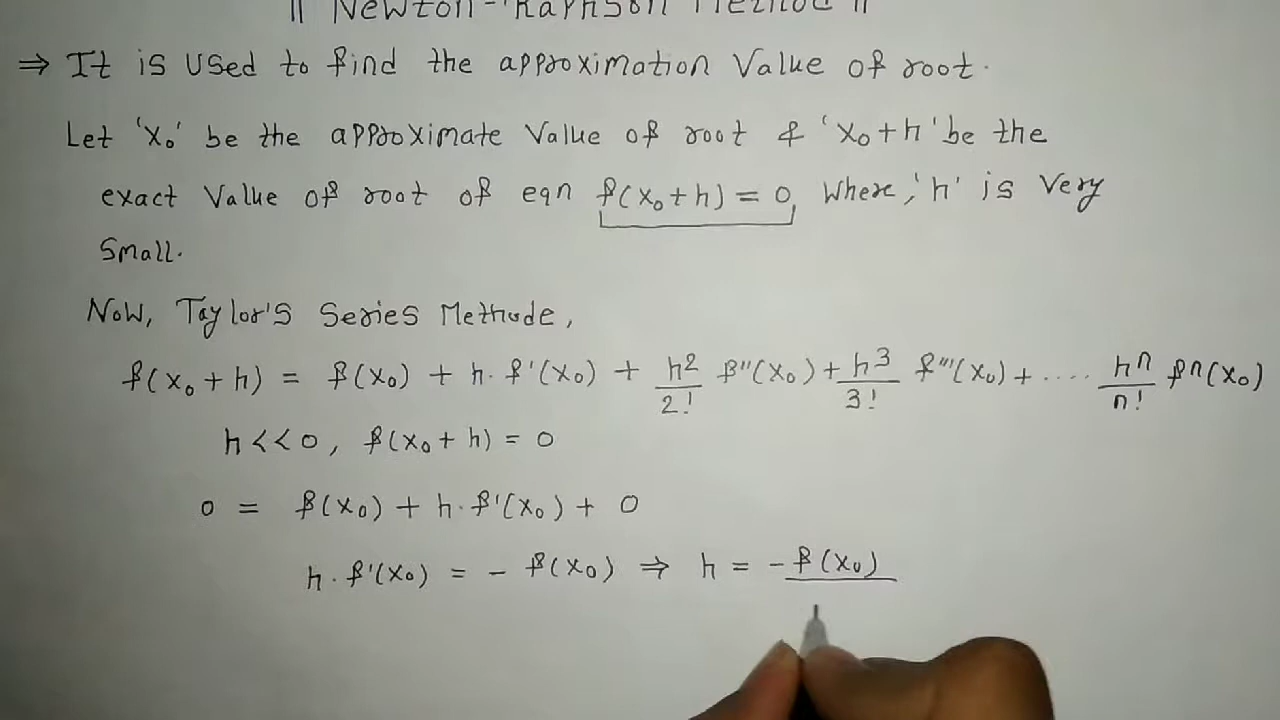 || Newton-Raphson Method ||
⇒ It is used to find the approximation value of root.
Let 'x₀' be the approximate value of root & 'x₀+h' be the
exact value of root of eqn f(x₀+h) = 0, where, 'h' is very
small.
Now, Taylor's Series Methode,
f(x₀+h) = f(x₀) + h·f'(x₀) + h²/2! f''(x₀) + h³/3! f'''(x₀) + .... hⁿ/n! fⁿ(x₀)
h<<0, f(x₀+h) = 0
0 = f(x₀) + h·f'(x₀) + 0
h·f'(x₀) = - f(x₀) ⇒ h = - f(x₀)